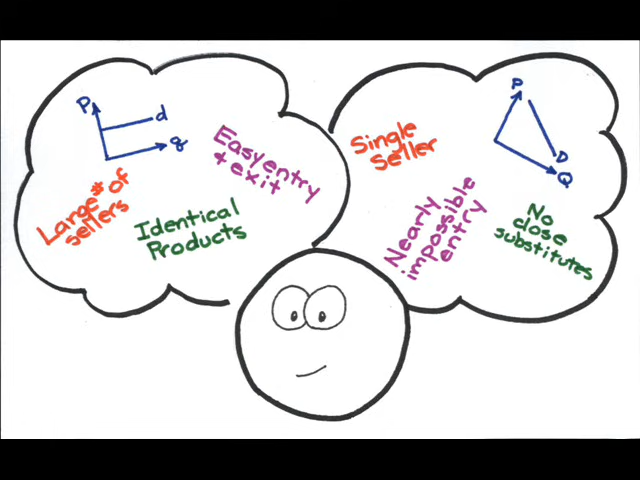 P
d
q
Easy entry
+ exit
Large # of
sellers
Identical
Products
Single
Seller
P
D
Q
Nearly
impossible
entry
No
close
substitutes